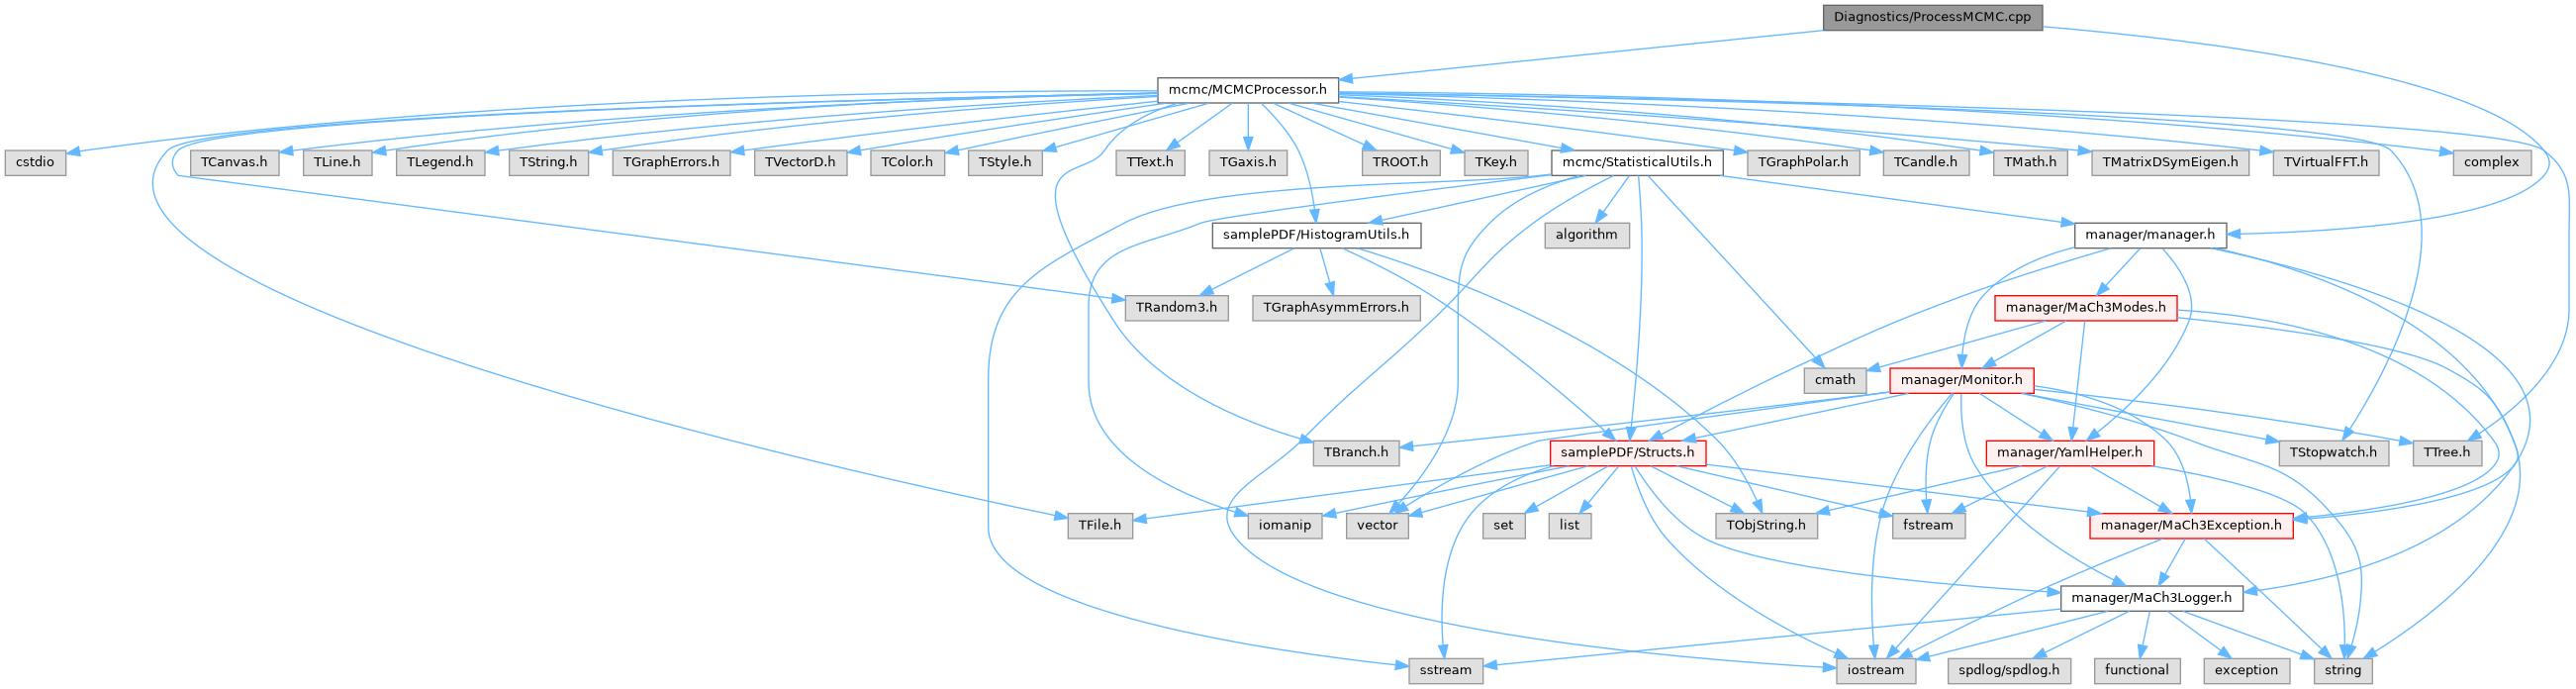 Diagnostics/ProcessMCMC.cpp
mcmc/MCMCProcessor.h
cstdio
TCanvas.h
TLine.h
TLegend.h
TString.h
TGraphErrors.h
TVectorD.h
TColor.h
TStyle.h
TText.h
TGaxis.h
TROOT.h
TKey.h
mcmc/StatisticalUtils.h
TGraphPolar.h
TCandle.h
TMath.h
TMatrixDSymEigen.h
TVirtualFFT.h
complex
samplePDF/HistogramUtils.h
algorithm
manager/manager.h
TRandom3.h
TGraphAsymmErrors.h
manager/MaCh3Modes.h
cmath
manager/Monitor.h
TBranch.h
samplePDF/Structs.h
manager/YamlHelper.h
TStopwatch.h
TTree.h
TFile.h
iomanip
vector
set
list
TObjString.h
fstream
manager/MaCh3Exception.h
manager/MaCh3Logger.h
sstream
iostream
spdlog/spdlog.h
functional
exception
string